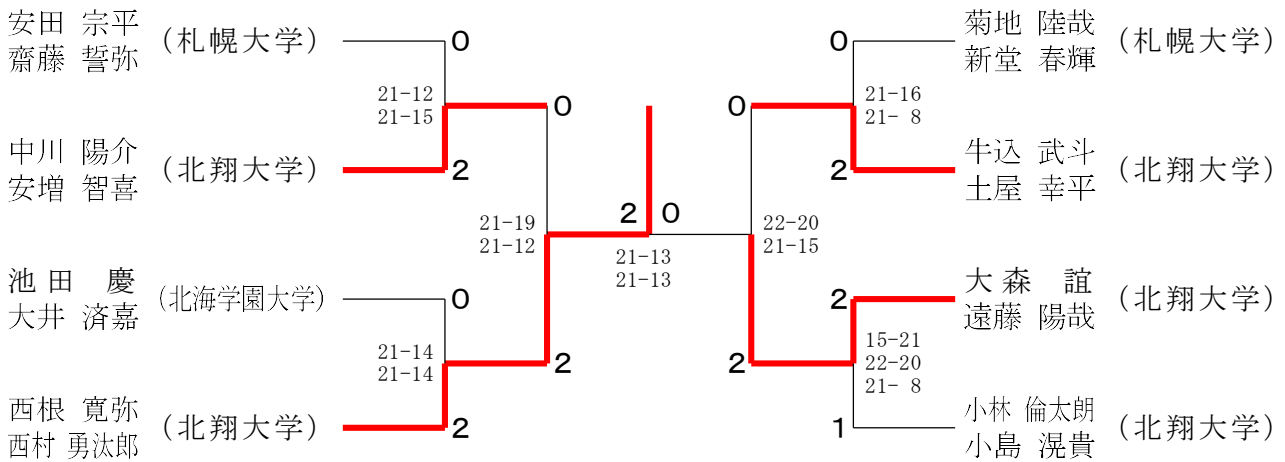 安田 宗平
齋藤 誓弥
(札幌大学)
0
21-12
21-15
中川 陽介
安増 智喜
(北翔大学)
2
0
21-19
21-12
池田 慶
大井 済嘉
(北海学園大学)
0
21-14
21-14
西根 寛弥
西村 勇汰郎
(北翔大学)
2
2
2 0
21-13
21-13
菊地 陸哉
新堂 春輝
(札幌大学)
0
21-16
21- 8
牛込 武斗
土屋 幸平
(北翔大学)
2
0
22-20
21-15
大森 誼
遠藤 陽哉
(北翔大学)
2
15-21
22-20
21- 8
小林 倫太朗
小島 滉貴
(北翔大学)
1
2